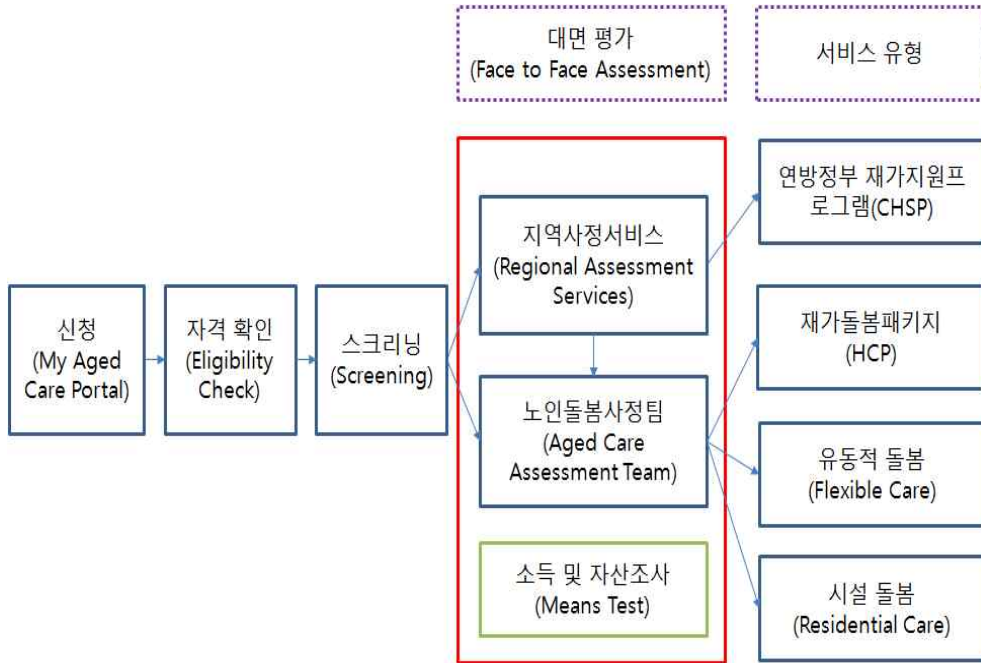 대면 평가
(Face to Face Assessment)
서비스 유형
신청
(My Aged
Care Portal)
자격 확인
(Eligibility
Check)
스크리닝
(Screening)
지역사정서비스
(Regional Assessment
Services)
노인돌봄사정팀
(Aged Care
Assessment Team)
소득 및 자산조사
(Means Test)
연방정부 재가지원프
로그램(CHSP)
재가돌봄패키지
(HCP)
유동적 돌봄
(Flexible Care)
시설 돌봄
(Residential Care)